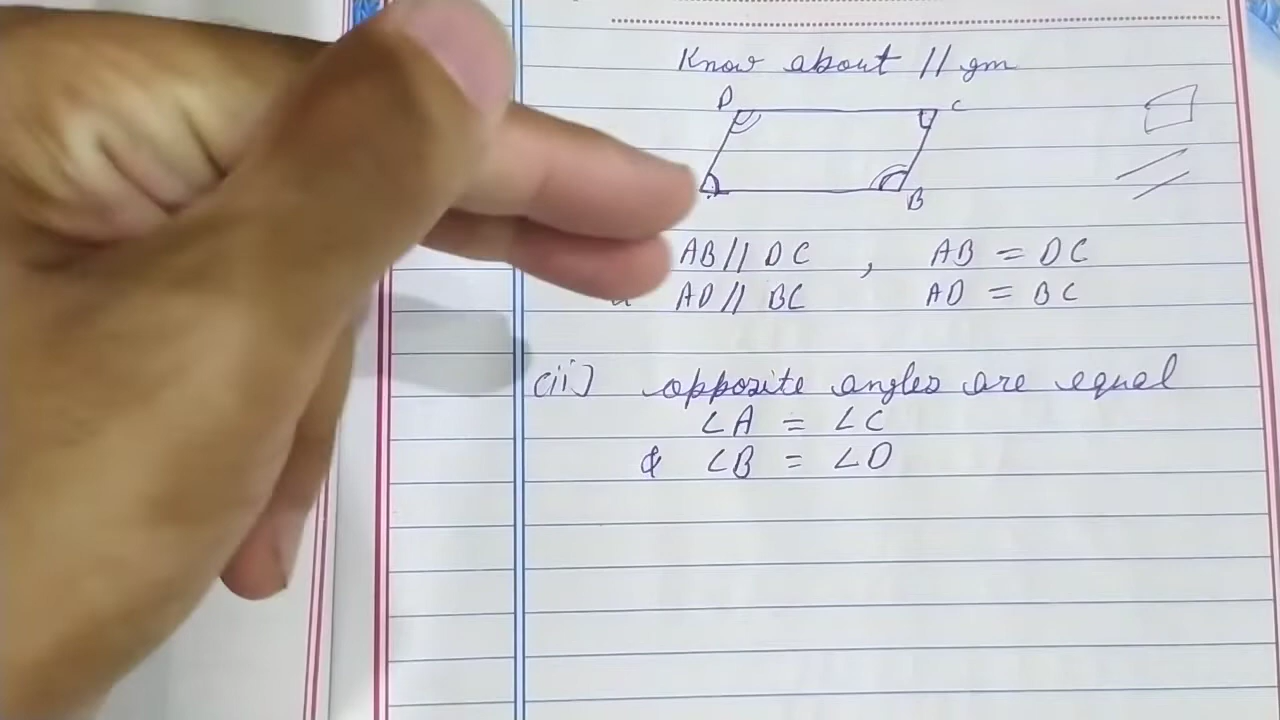 Know about // gm
D C
B
AB // DC , AB = DC
AD // BC AD = BC
(ii) opposite angles are equal
∠A = ∠C
& ∠B = ∠D